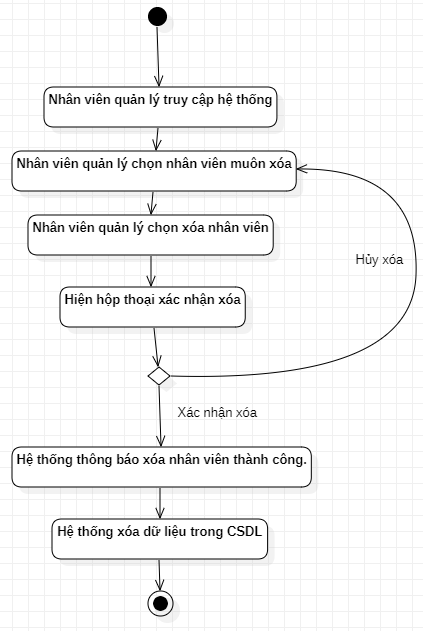 Nhân viên quản lý truy cập hệ thống
Nhân viên quản lý chọn nhân viên muôn xóa
Nhân viên quản lý chọn xóa nhân viên
Hủy xóa
Hiện hộp thoại xác nhận xóa
Xác nhận xóa
Hệ thống thông báo xóa nhân viên thành công.
Hệ thống xóa dữ liệu trong CSDL